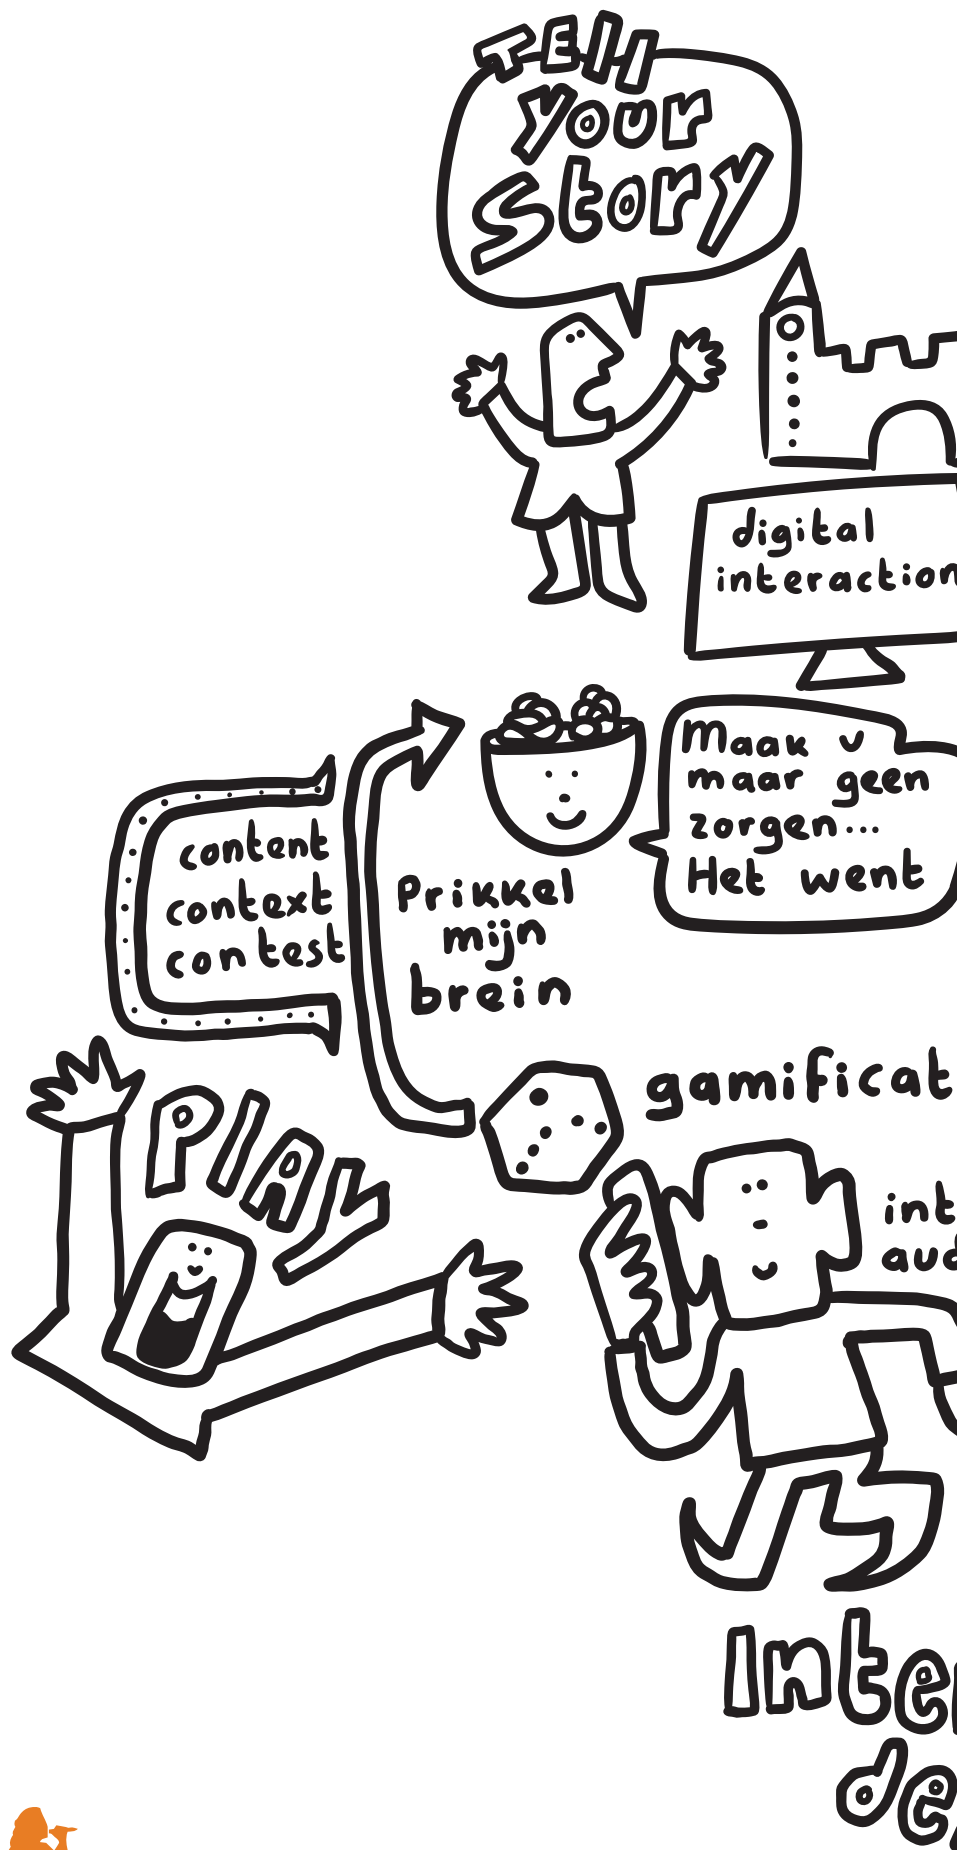 TEll
your
story
digital
interaction
Maak u
maar geen
zorgen...
Het went
content
context
contest
Prikkel
mijn
brein
gamificat
PlAY
int
aud
Inte
de